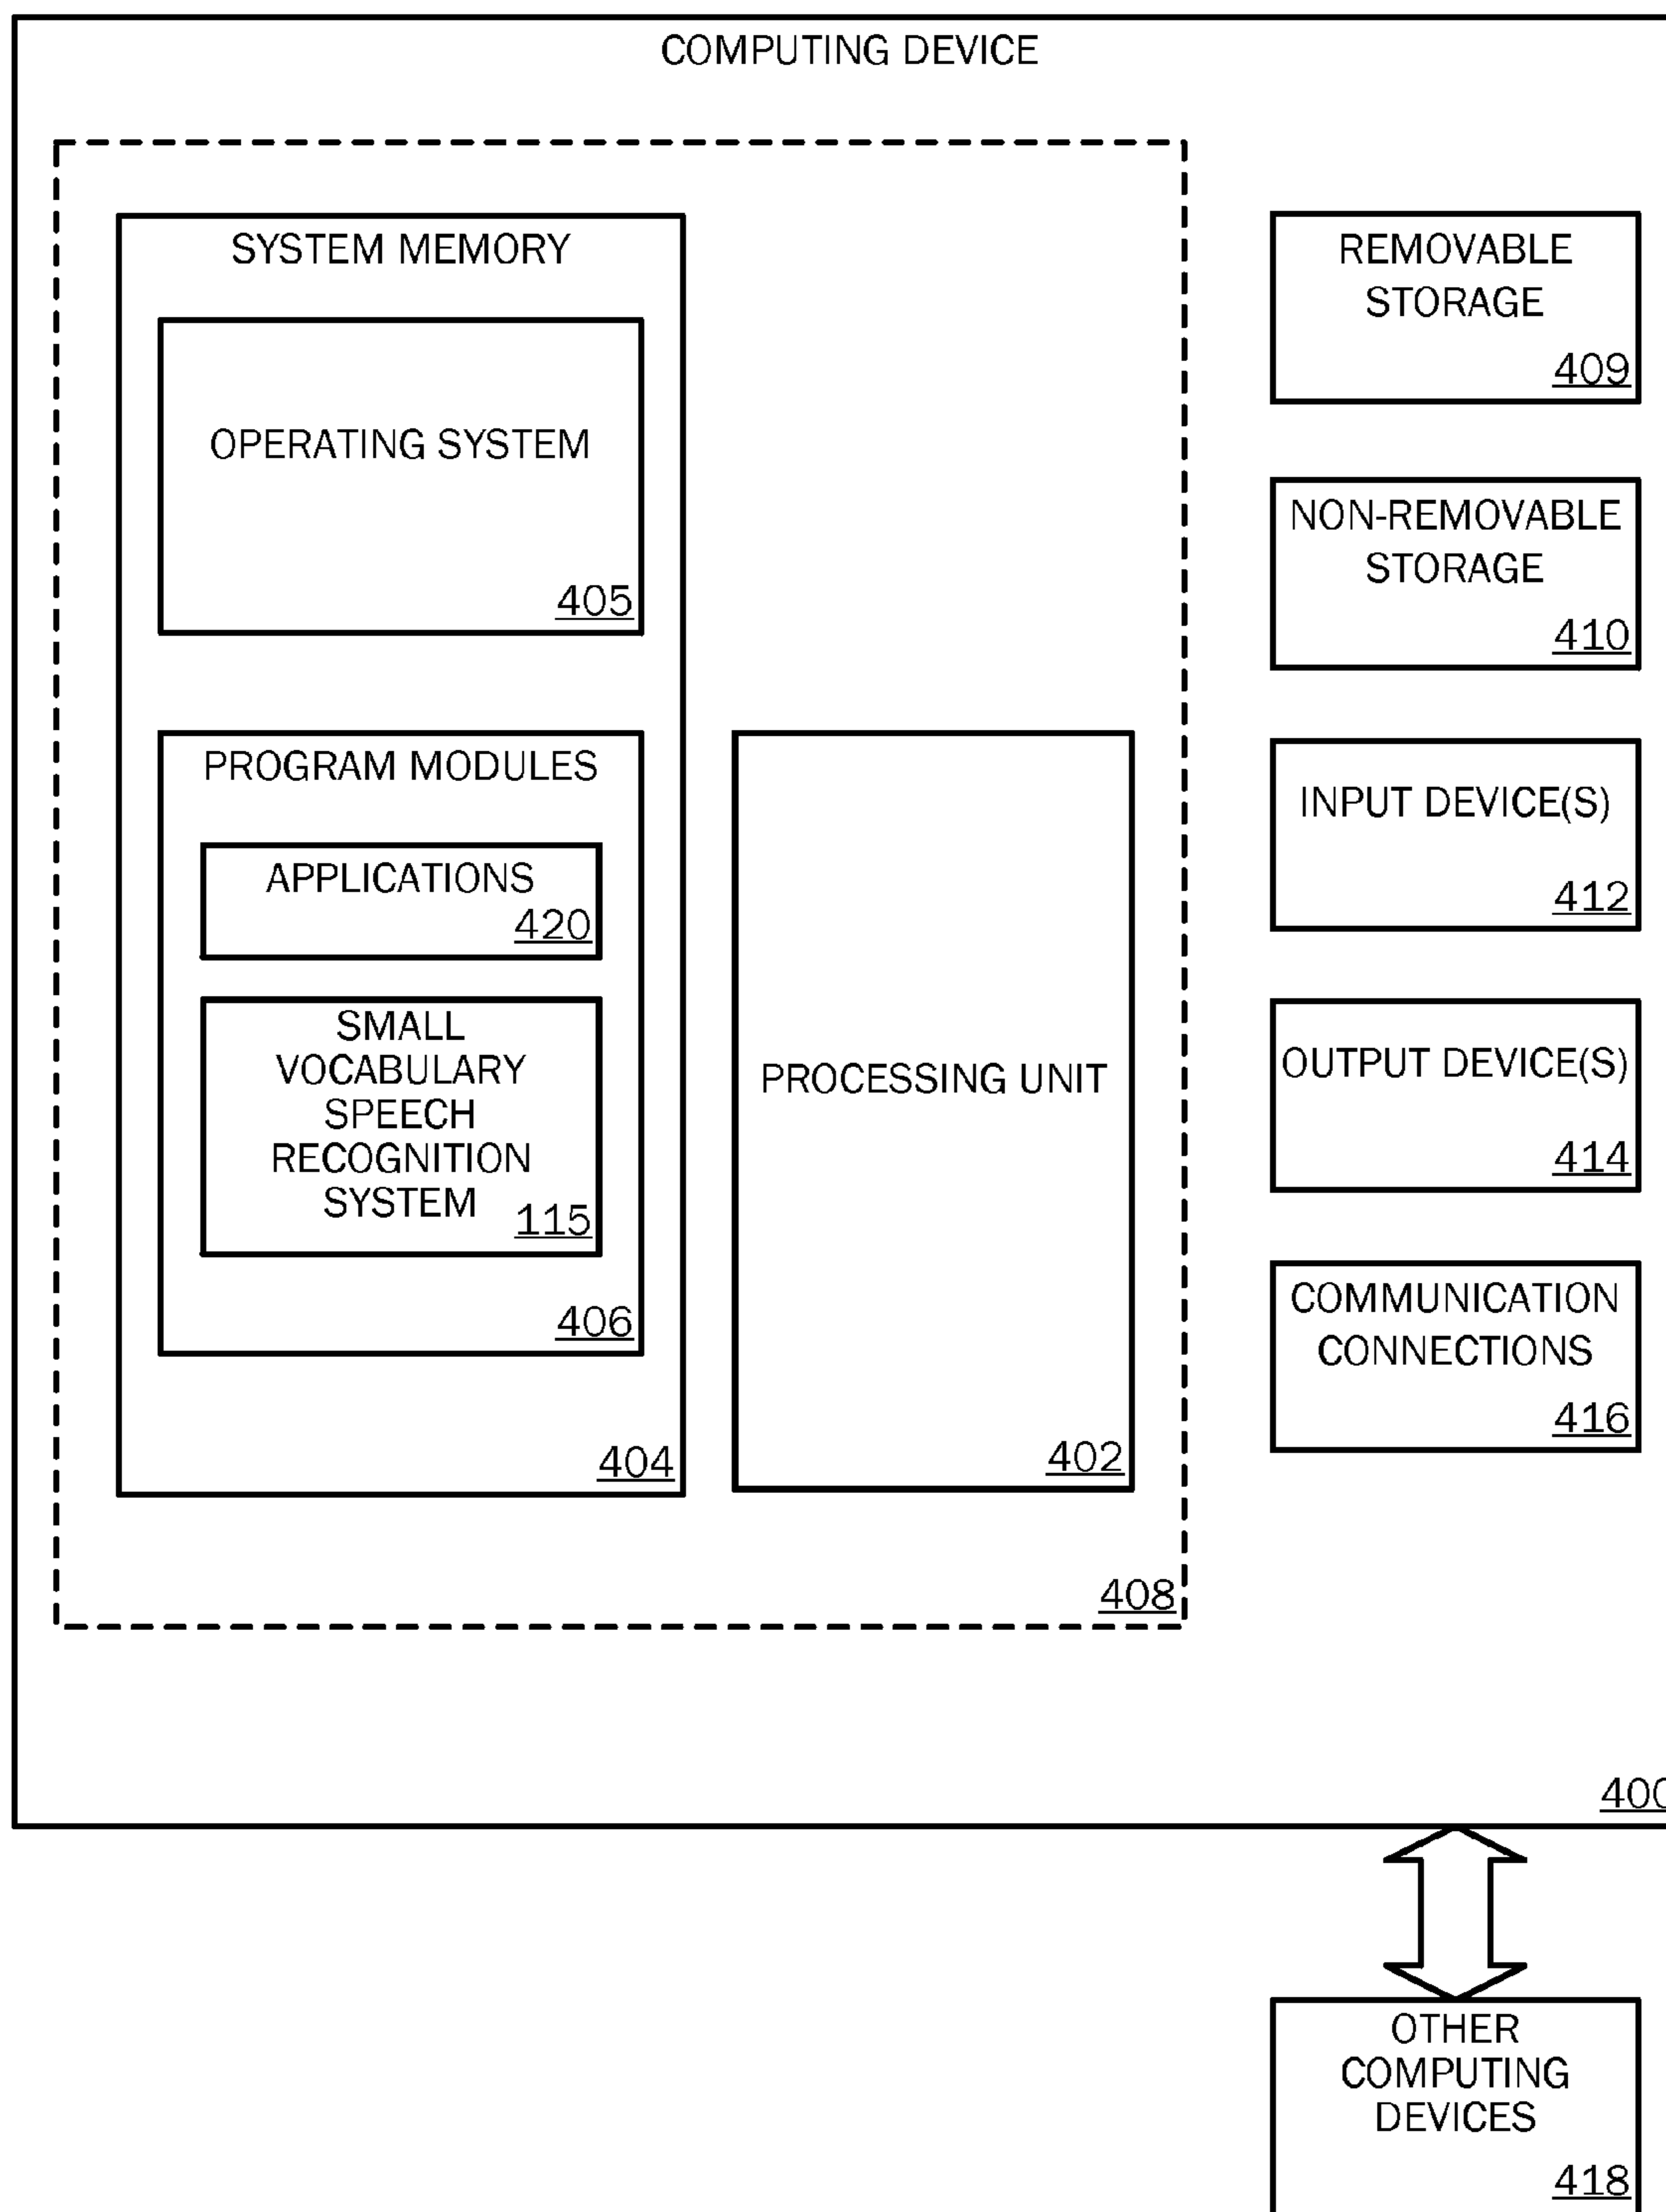 COMPUTING DEVICE
SYSTEM MEMORY
OPERATING SYSTEM
405
PROGRAM MODULES
APPLICATIONS
420
SMALL
VOCABULARY
SPEECH
RECOGNITION
SYSTEM
115
406
404
PROCESSING UNIT
402
408
REMOVABLE
STORAGE
409
NON-REMOVABLE
STORAGE
410
INPUT DEVICE(S)
412
OUTPUT DEVICE(S)
414
COMMUNICATION
CONNECTIONS
416
400
OTHER
COMPUTING
DEVICES
418